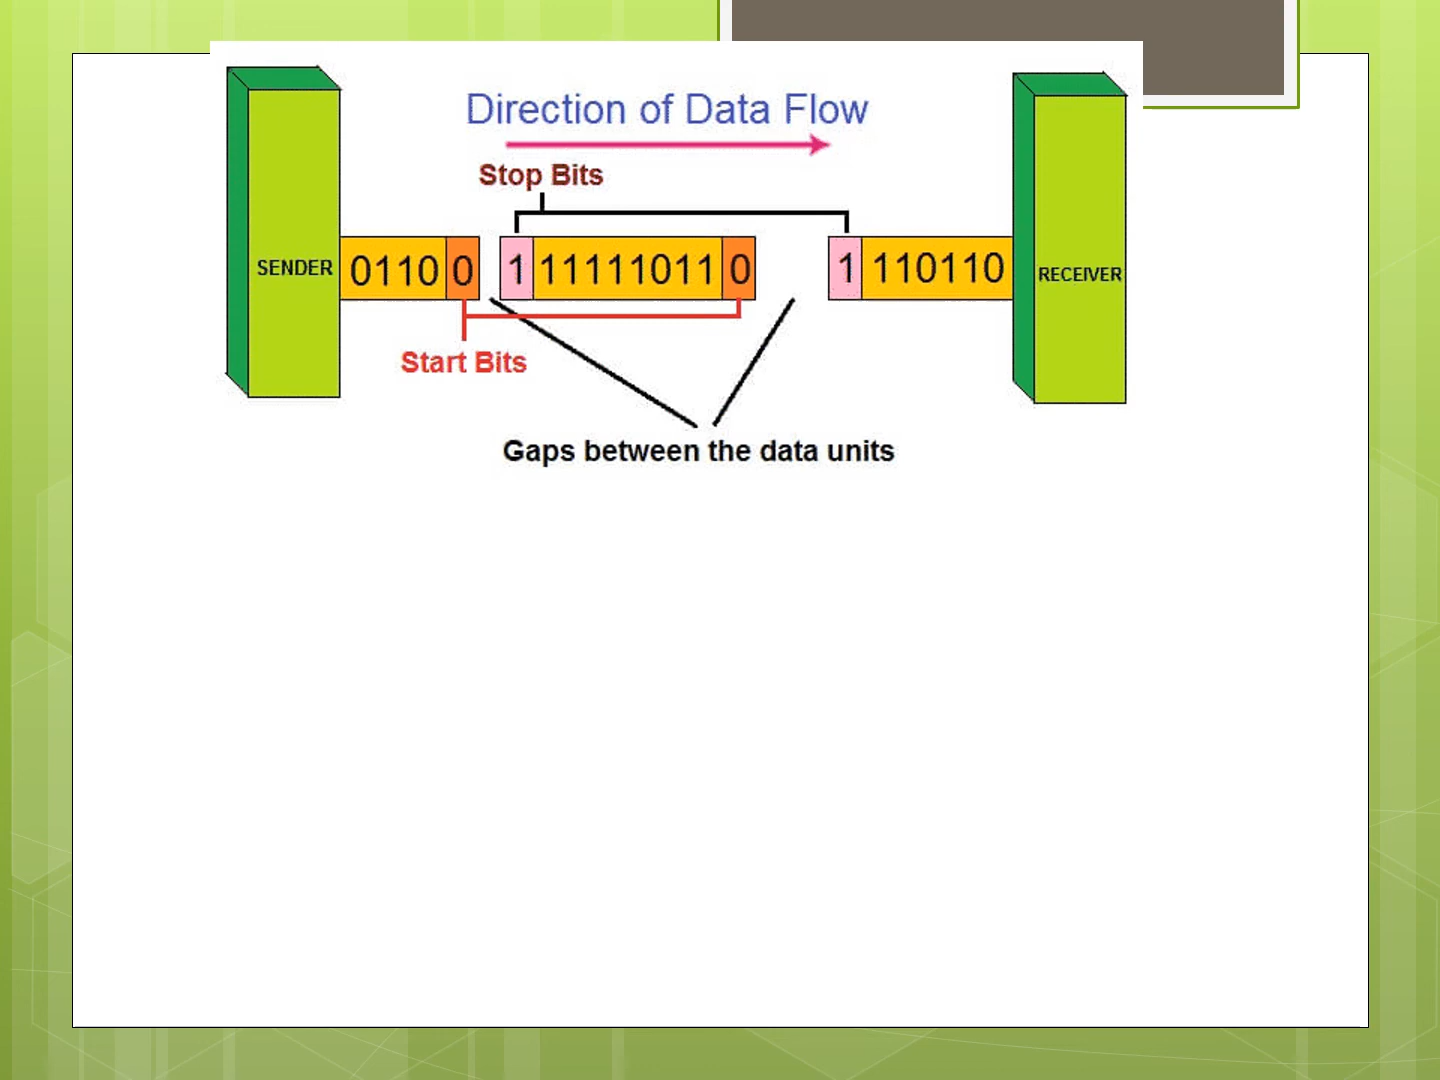 Direction of Data Flow
Stop Bits
SENDER
0110 0
1 11111011 0
1 110110
RECEIVER
Start Bits
Gaps between the data units